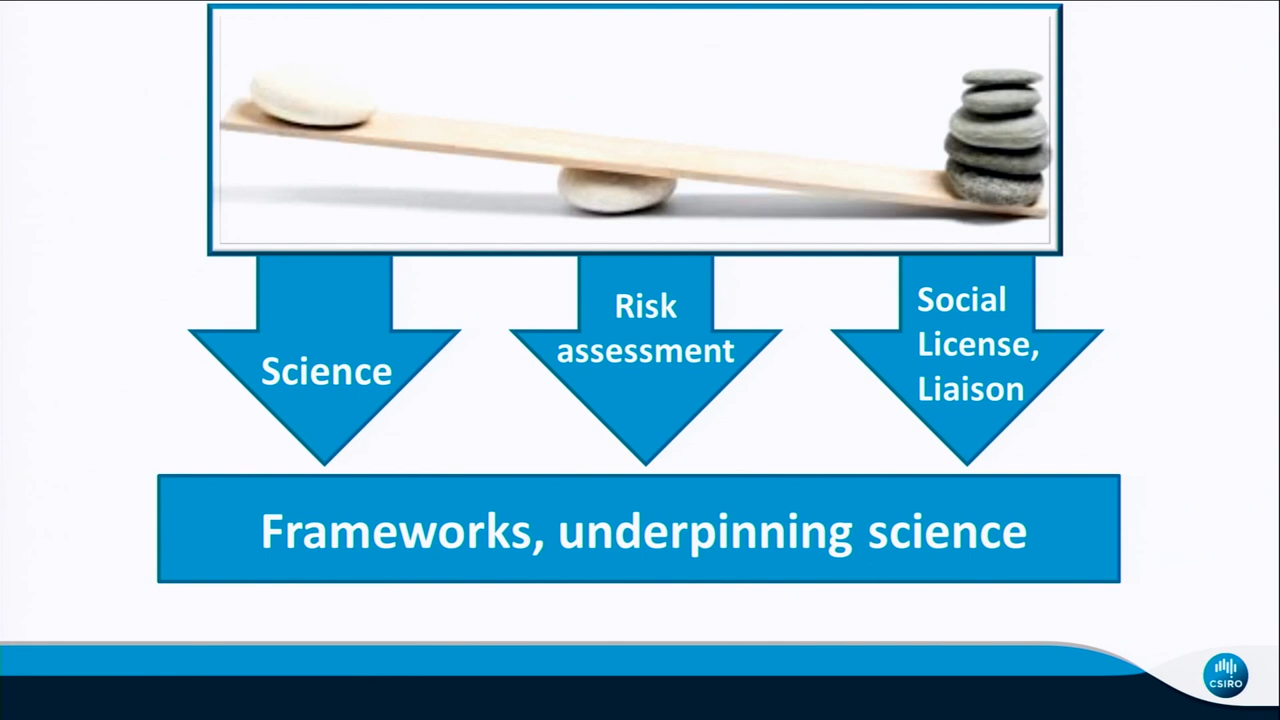 Science
Risk
assessment
Social
License,
Liaison
Frameworks, underpinning science
CSIRO